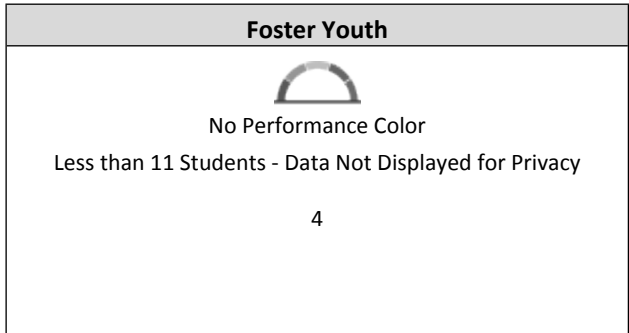 Foster Youth
No Performance Color
Less than 11 Students - Data Not Displayed for Privacy
4